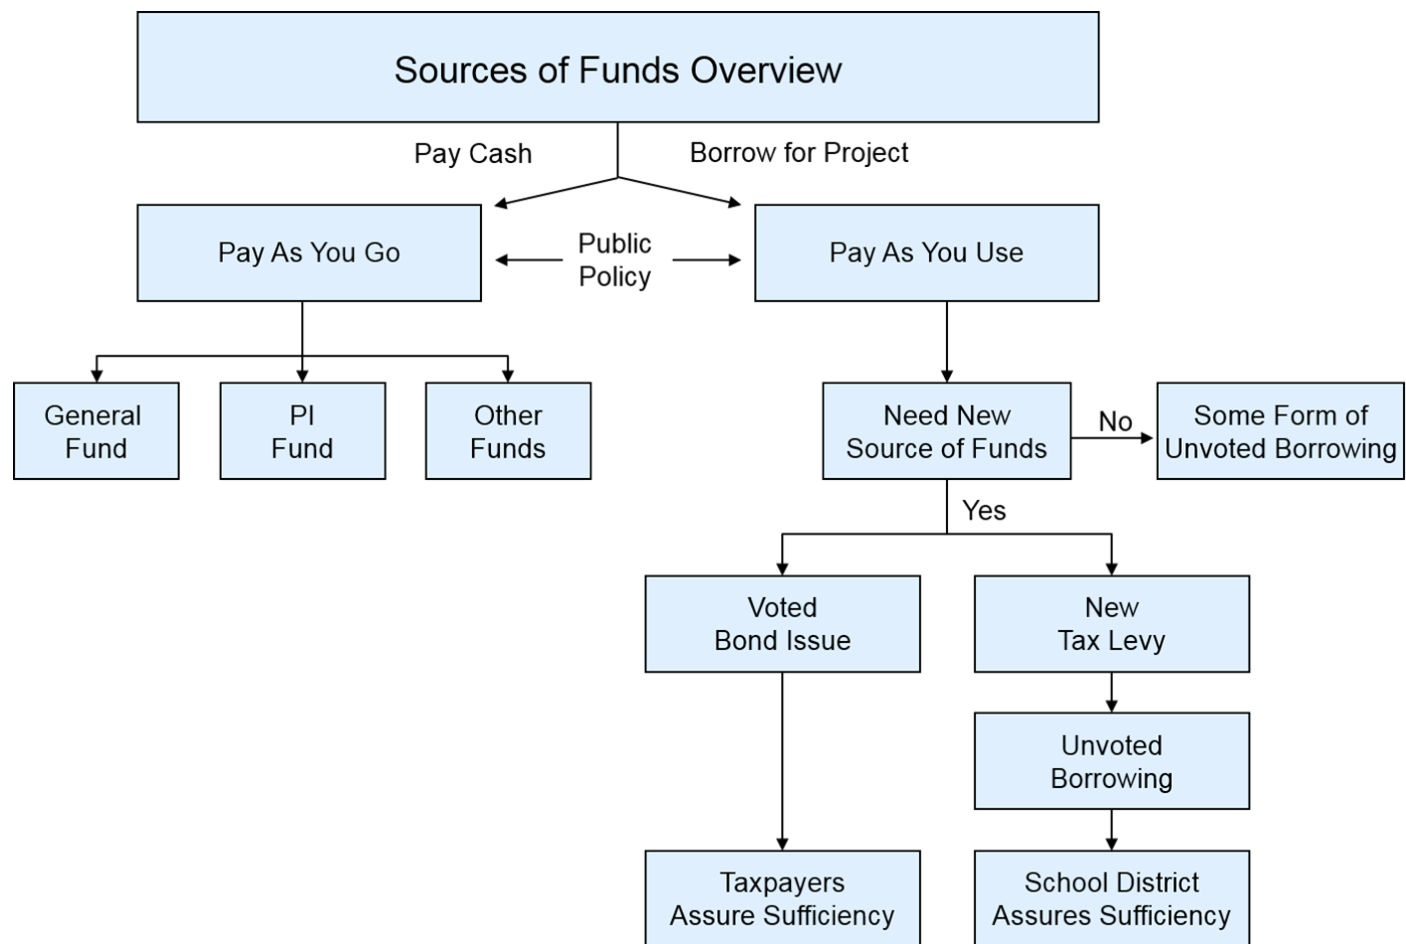 Sources of Funds Overview
Pay Cash
Borrow for Project
Pay As You Go
Public
Policy
Pay As You Use
General
Fund
PI
Fund
Other
Funds
Need New
Source of Funds
No
Some Form of
Unvoted Borrowing
Yes
Voted
Bond Issue
New
Tax Levy
Unvoted
Borrowing
Taxpayers
Assure Sufficiency
School District
Assures Sufficiency